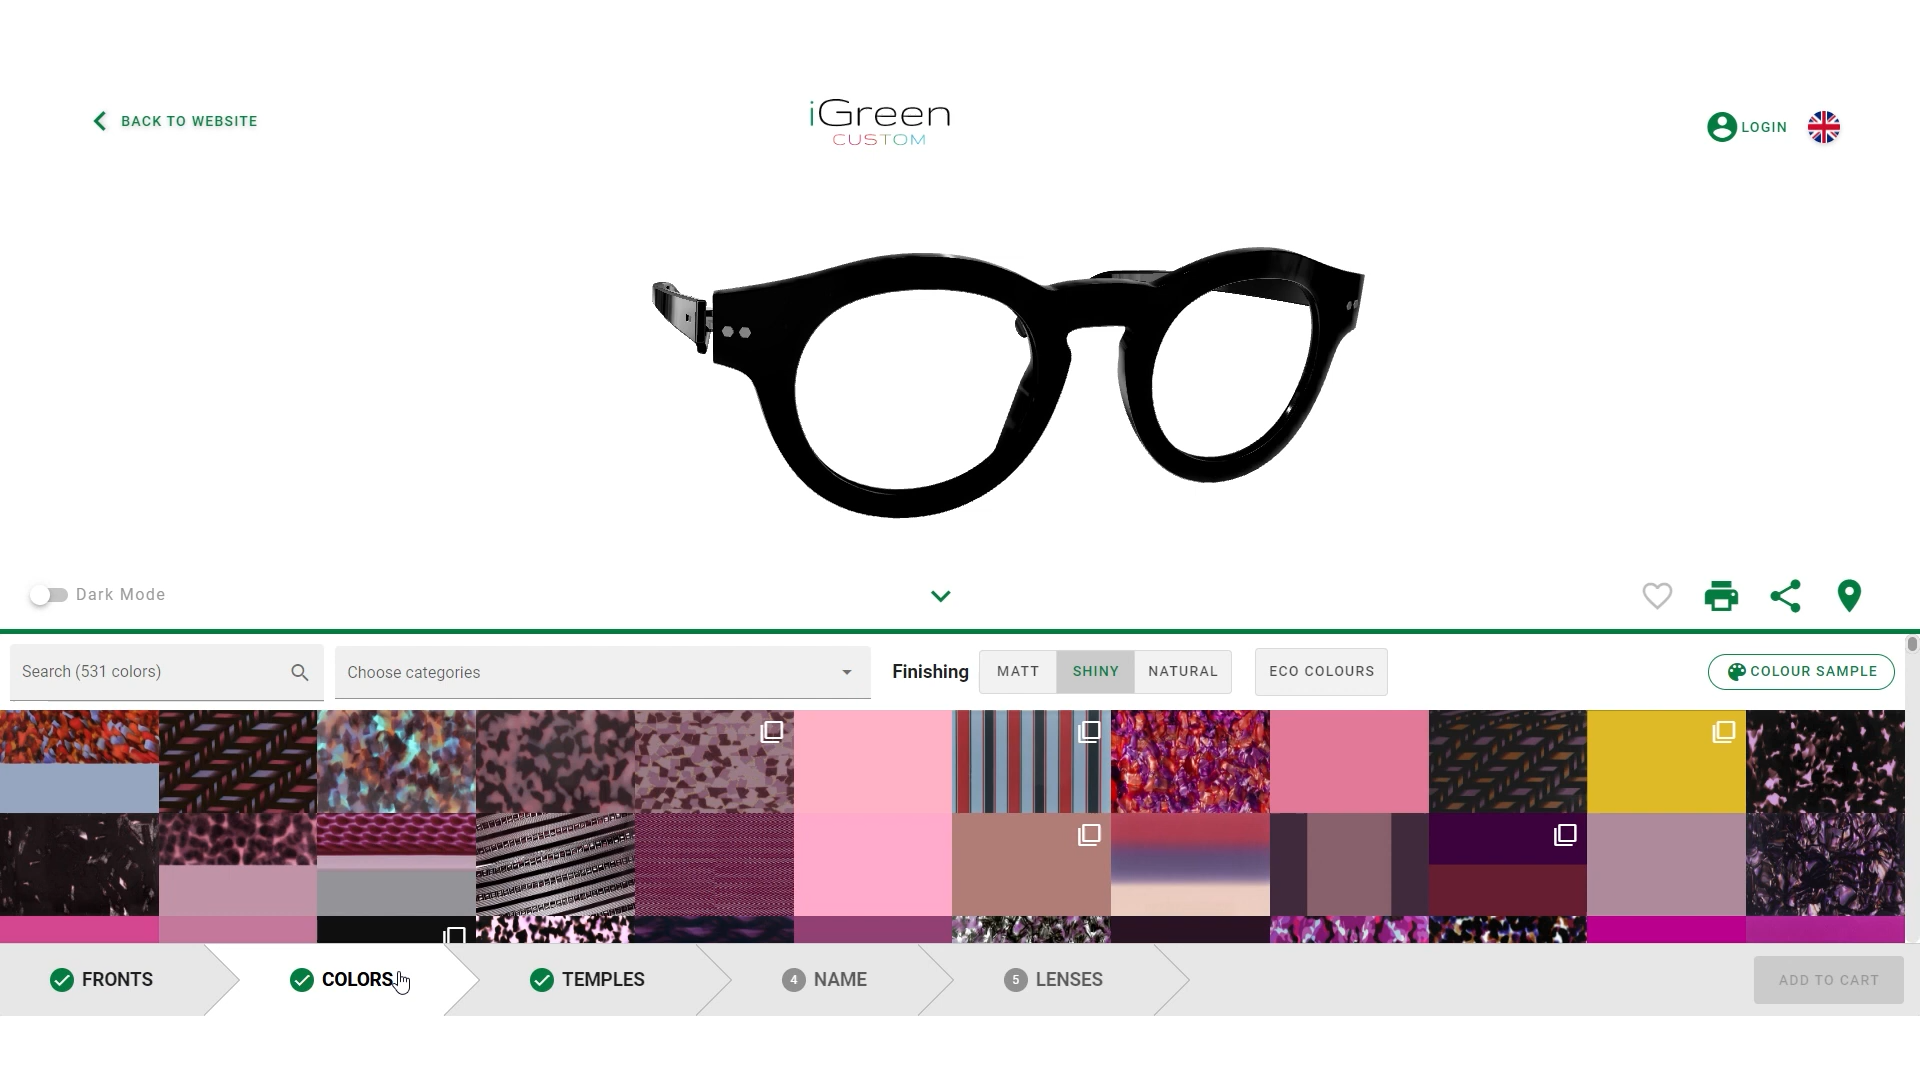 BACK TO WEBSITE
iGreen
CUSTOM
LOGIN
Dark Mode
Search (531 colors)
Choose categories
Finishing
MATT
SHINY
NATURAL
ECO COLOURS
COLOUR SAMPLE
FRONTS
COLORS
TEMPLES
4 NAME
5 LENSES
ADD TO CART